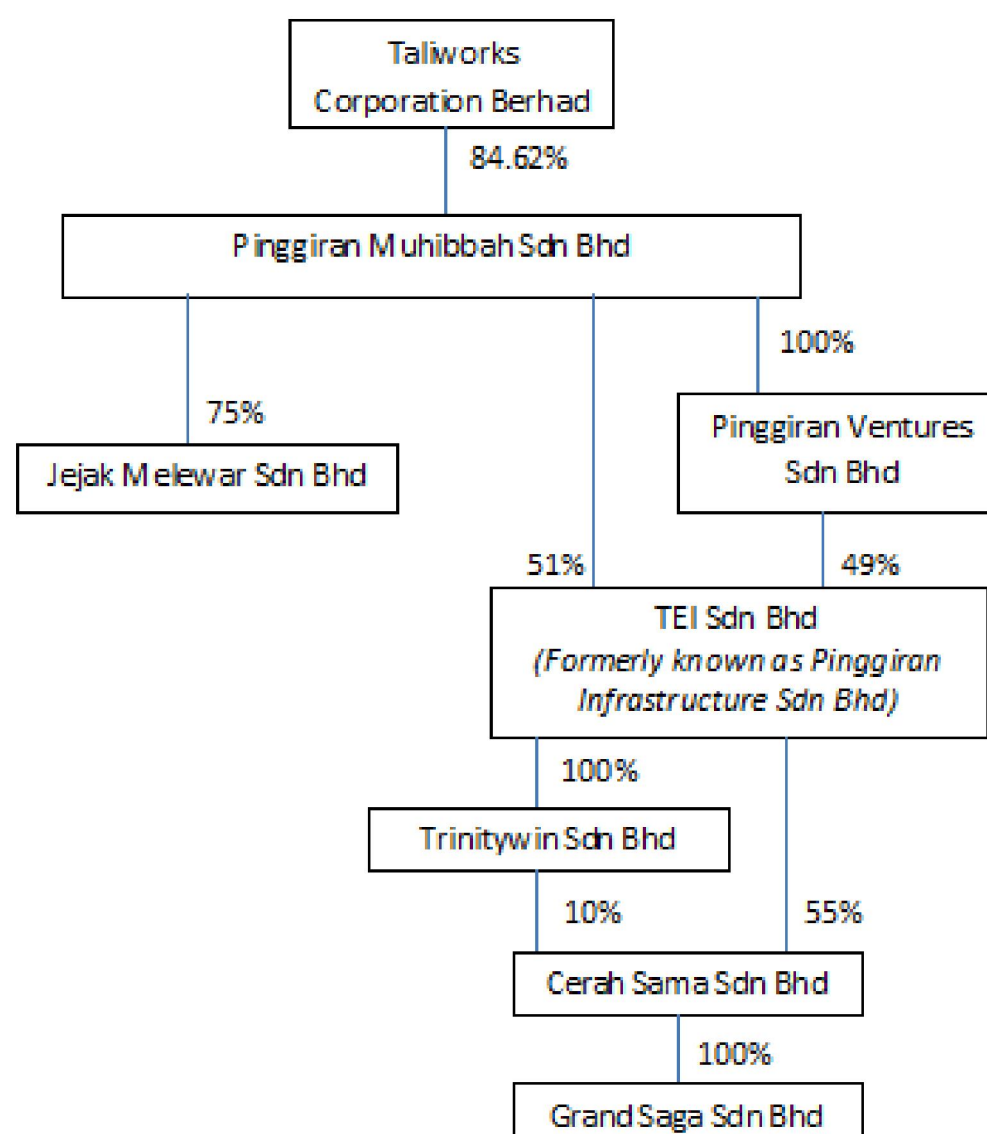 Taliworks
Corporation Berhad
84.62%
Pinggiran Muhibbah Sdn Bhd
100%
75%
Pinggiran Ventures
Sdn Bhd
Jejak Melewar Sdn Bhd
51%
49%
TEI Sdn Bhd
(Formerly known as Pinggiran
Infrastructure Sdn Bhd)
100%
Trinitywin Sdn Bhd
10%
55%
Cerah Sama Sdn Bhd
100%
Grand Saga Sdn Bhd